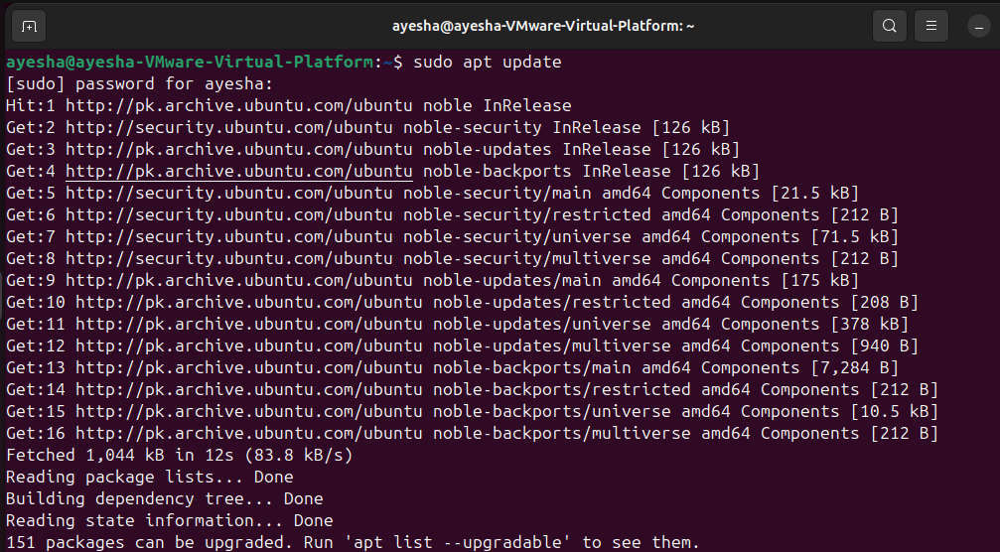 ayesha@ayesha-VMware-Virtual-Platform: ~
ayesha@ayesha-VMware-Virtual-Platform:~$ sudo apt update
[sudo] password for ayesha:
Hit:1 http://pk.archive.ubuntu.com/ubuntu noble InRelease
Get:2 http://security.ubuntu.com/ubuntu noble-security InRelease [126 kB]
Get:3 http://pk.archive.ubuntu.com/ubuntu noble-updates InRelease [126 kB]
Get:4 http://pk.archive.ubuntu.com/ubuntu noble-backports InRelease [126 kB]
Get:5 http://security.ubuntu.com/ubuntu noble-security/main amd64 Components [21.5 kB]
Get:6 http://security.ubuntu.com/ubuntu noble-security/restricted amd64 Components [212 B]
Get:7 http://security.ubuntu.com/ubuntu noble-security/universe amd64 Components [71.5 kB]
Get:8 http://security.ubuntu.com/ubuntu noble-security/multiverse amd64 Components [212 B]
Get:9 http://pk.archive.ubuntu.com/ubuntu noble-updates/main amd64 Components [175 kB]
Get:10 http://pk.archive.ubuntu.com/ubuntu noble-updates/restricted amd64 Components [208 B]
Get:11 http://pk.archive.ubuntu.com/ubuntu noble-updates/universe amd64 Components [378 kB]
Get:12 http://pk.archive.ubuntu.com/ubuntu noble-updates/multiverse amd64 Components [940 B]
Get:13 http://pk.archive.ubuntu.com/ubuntu noble-backports/main amd64 Components [7,284 B]
Get:14 http://pk.archive.ubuntu.com/ubuntu noble-backports/restricted amd64 Components [212 B]
Get:15 http://pk.archive.ubuntu.com/ubuntu noble-backports/universe amd64 Components [10.5 kB]
Get:16 http://pk.archive.ubuntu.com/ubuntu noble-backports/multiverse amd64 Components [212 B]
Fetched 1,044 kB in 12s (83.8 kB/s)
Reading package lists... Done
Building dependency tree... Done
Reading state information... Done
151 packages can be upgraded. Run 'apt list --upgradable' to see them.